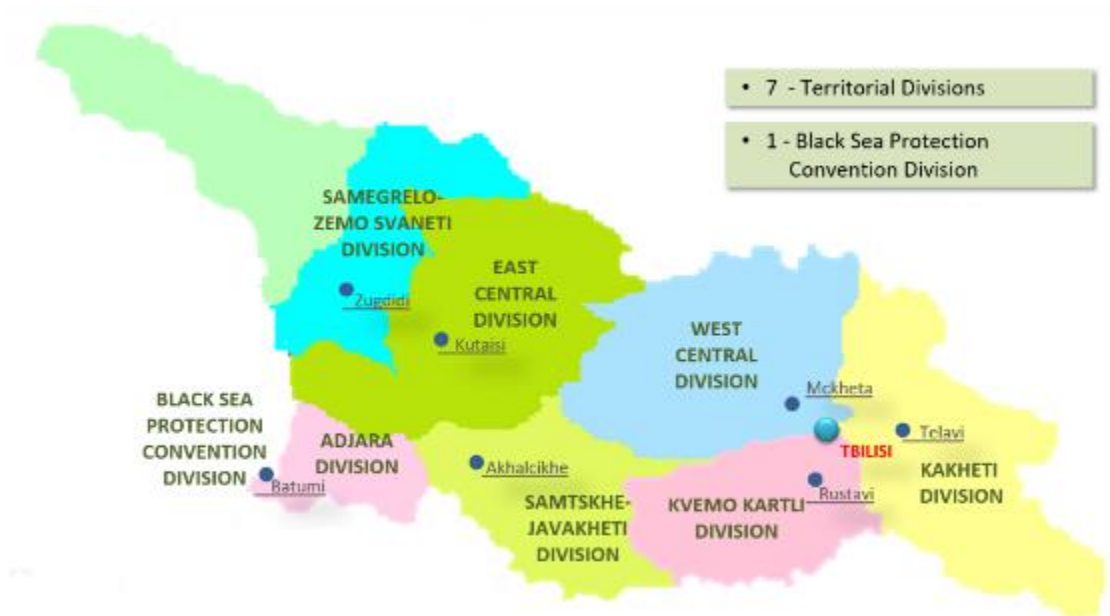 • 7 - Territorial Divisions
• 1 - Black Sea Protection
Convention Division
SAMEGRELO-
ZEMO SVANETI
DIVISION
Zugdidi
EAST
CENTRAL
DIVISION
Kutaisi
WEST
CENTRAL
DIVISION
Mckheta
BLACK SEA
PROTECTION
CONVENTION
DIVISION
Batumi
ADJARA
DIVISION
Akhalcikhe
SAMTSKHE-
JAVAKHETI
DIVISION
TBILISI
Telavi
KAKHETI
DIVISION
Rustavi
KVEMO KARTLI
DIVISION